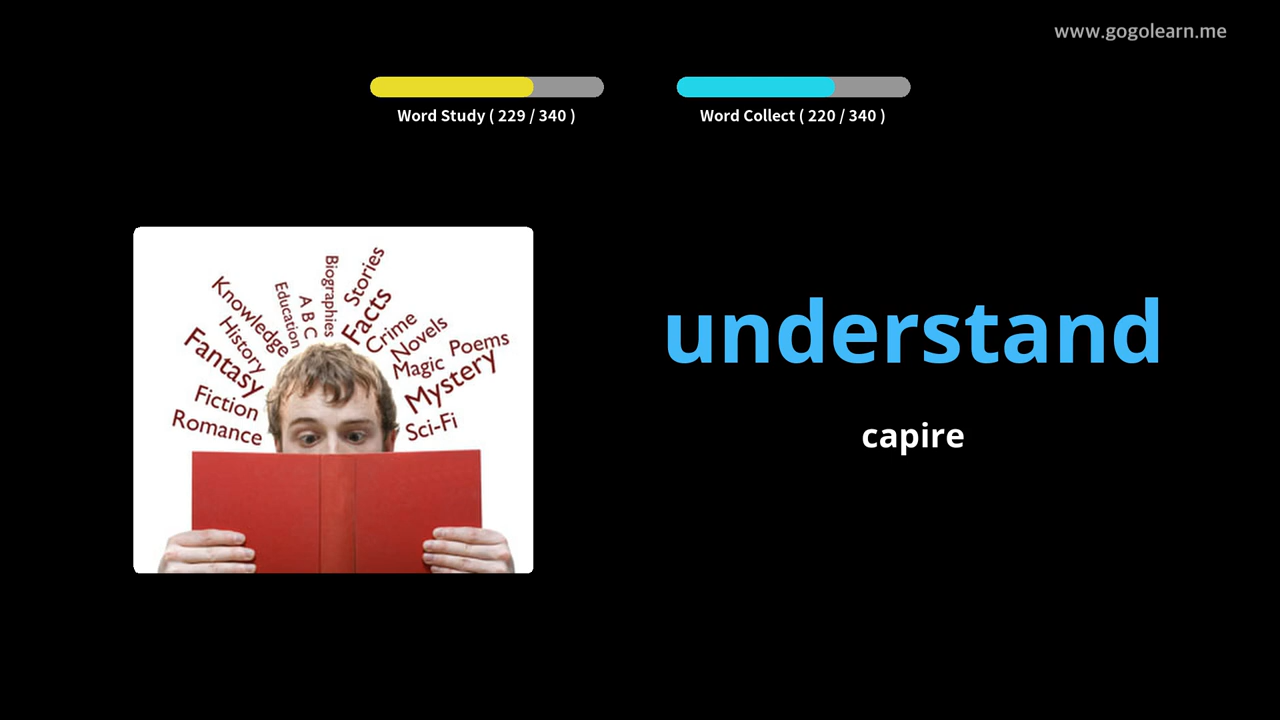 www.gogolearn.me
Word Study ( 229 / 340 )
Word Collect ( 220 / 340 )
Knowledge
History
Fantasy
Fiction
Romance
Education
A B C
Biographies
Stories
Facts
Crime
Novels
Magic
Poems
Mystery
Sci-Fi
understand
capire